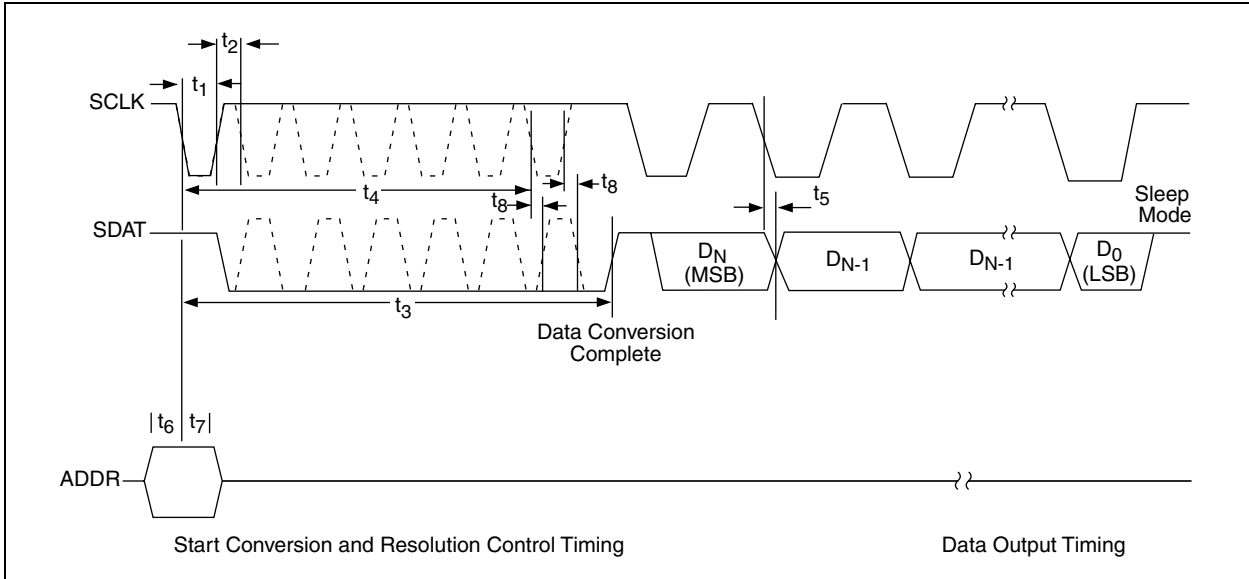 t2
t1
SCLK
t4
t8
t8
t5
Sleep
Mode
SDAT
DN
(MSB)
DN-1
DN-1
D0
(LSB)
t3
Data Conversion
Complete
t6
t7
ADDR
Start Conversion and Resolution Control Timing
Data Output Timing